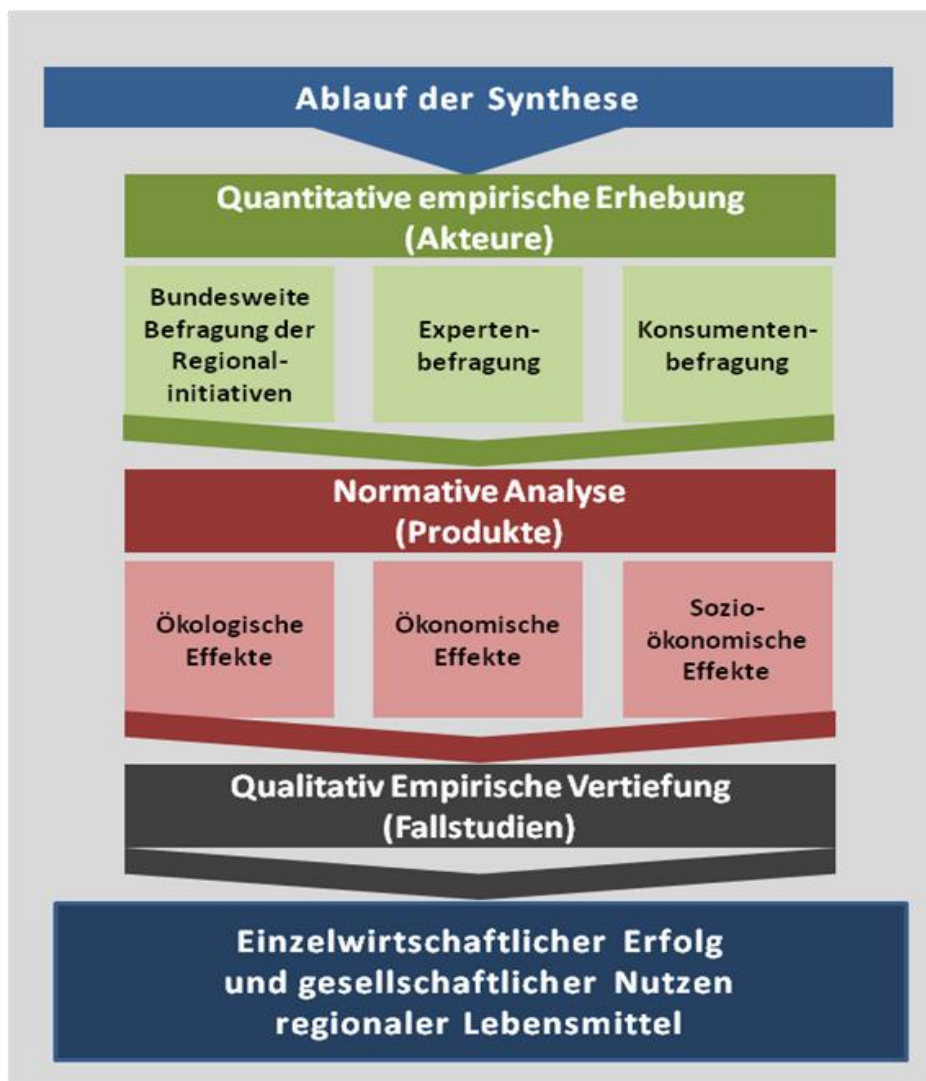 Ablauf der Synthese
Quantitative empirische Erhebung
(Akteure)
Bundesweite
Befragung der
Regional-
initiativen
Experten-
befragung
Konsumenten-
befragung
Normative Analyse
(Produkte)
Ökologische
Effekte
Ökonomische
Effekte
Sozio-
ökonomische
Effekte
Qualitativ Empirische Vertiefung
(Fallstudien)
Einzelwirtschaftlicher Erfolg
und gesellschaftlicher Nutzen
regionaler Lebensmittel